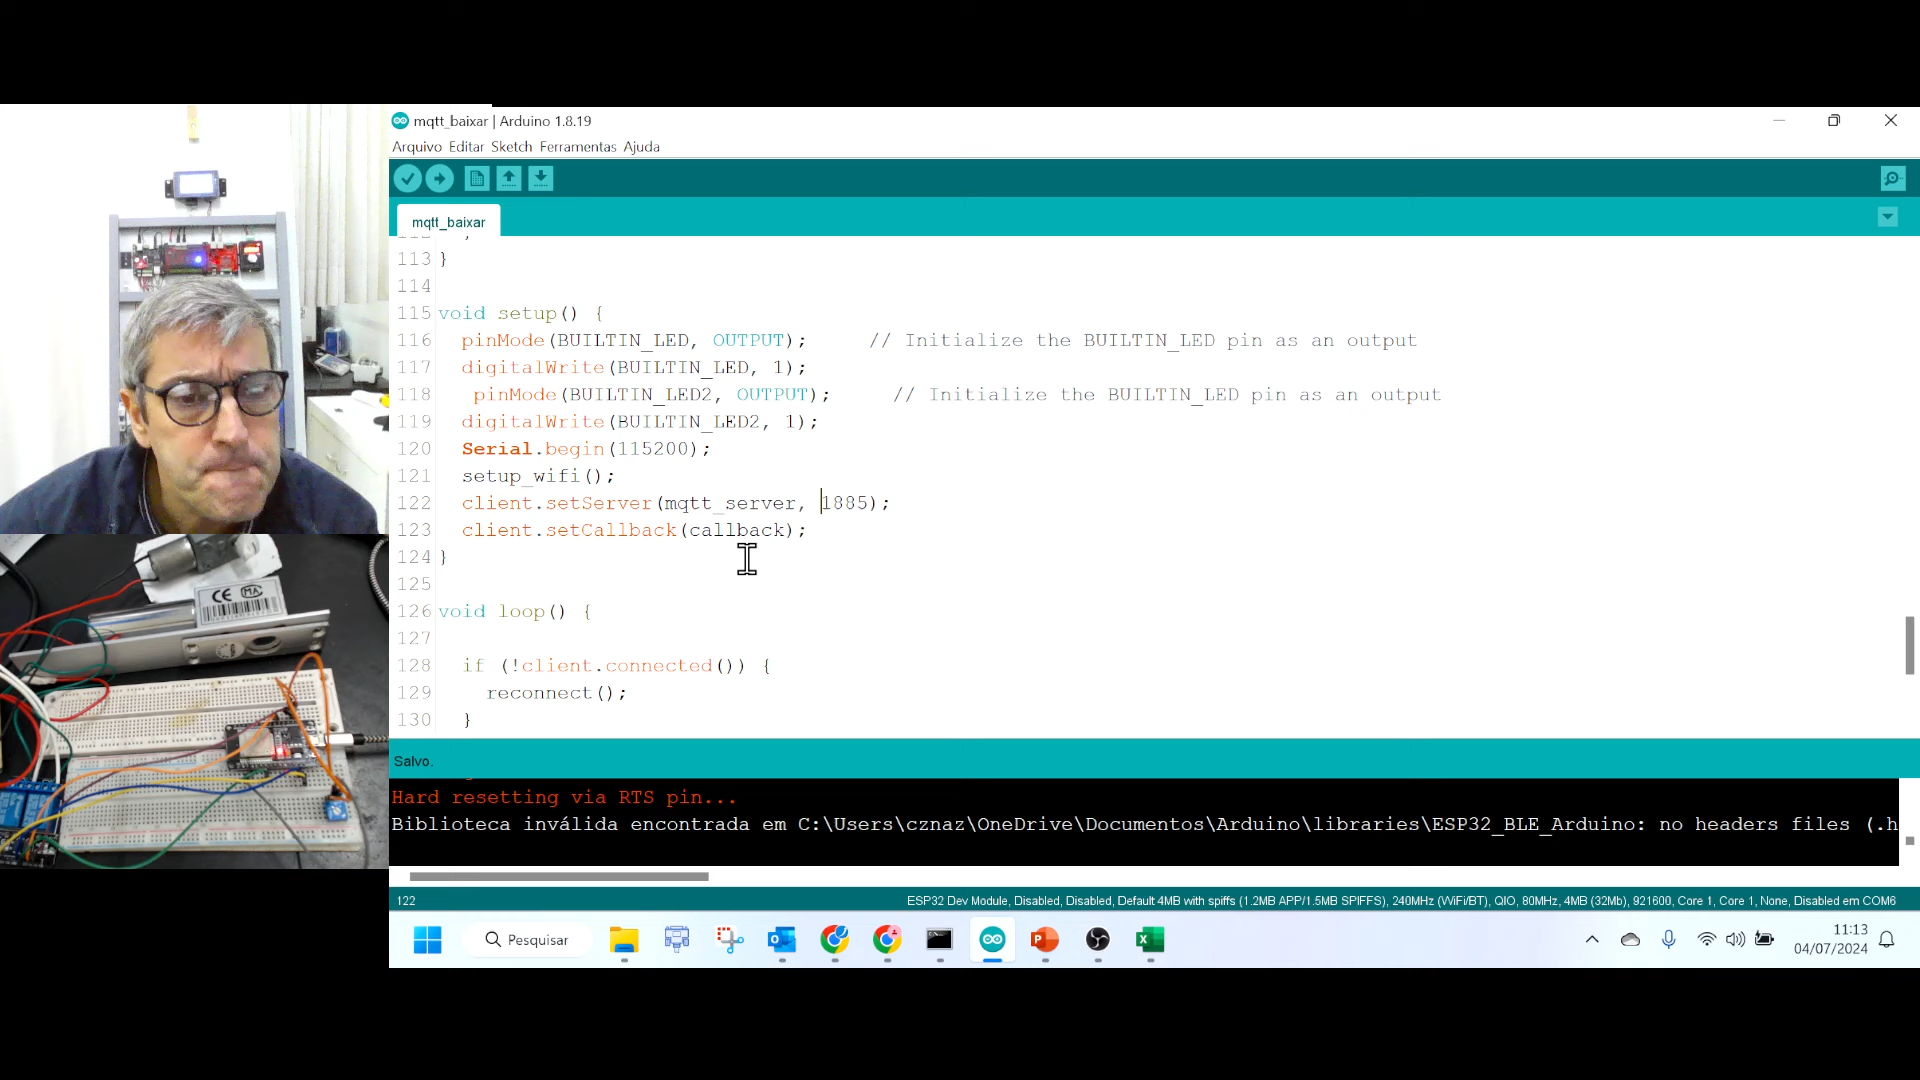 mqtt_baixar | Arduino 1.8.19
Arquivo Editar Sketch Ferramentas Ajuda
mqtt_baixar
113 }
114
115 void setup() {
116 pinMode(BUILTIN_LED, OUTPUT); // Initialize the BUILTIN_LED pin as an output
117 digitalWrite(BUILTIN_LED, 1);
118 pinMode(BUILTIN_LED2, OUTPUT); // Initialize the BUILTIN_LED pin as an output
119 digitalWrite(BUILTIN_LED2, 1);
120 Serial.begin(115200);
121 setup_wifi();
122 client.setServer(mqtt_server, 1885);
123 client.setCallback(callback);
124 }
125
126 void loop() {
127
128 if (!client.connected()) {
129 reconnect();
130 }
Salvo.
Hard resetting via RTS pin...
Biblioteca inválida encontrada em C:\Users\cznaz\OneDrive\Documentos\Arduino\libraries\ESP32_BLE_Arduino: no headers files (.h
122 ESP32 Dev Module, Disabled, Disabled, Default 4MB with spiffs (1.2MB APP/1.5MB SPIFFS), 240MHz (WiFi/BT), QIO, 80MHz, 4MB (32Mb), 921600, Core 1, Core 1, None, Disabled em COM6
Pesquisar
11:13
04/07/2024
CE MA